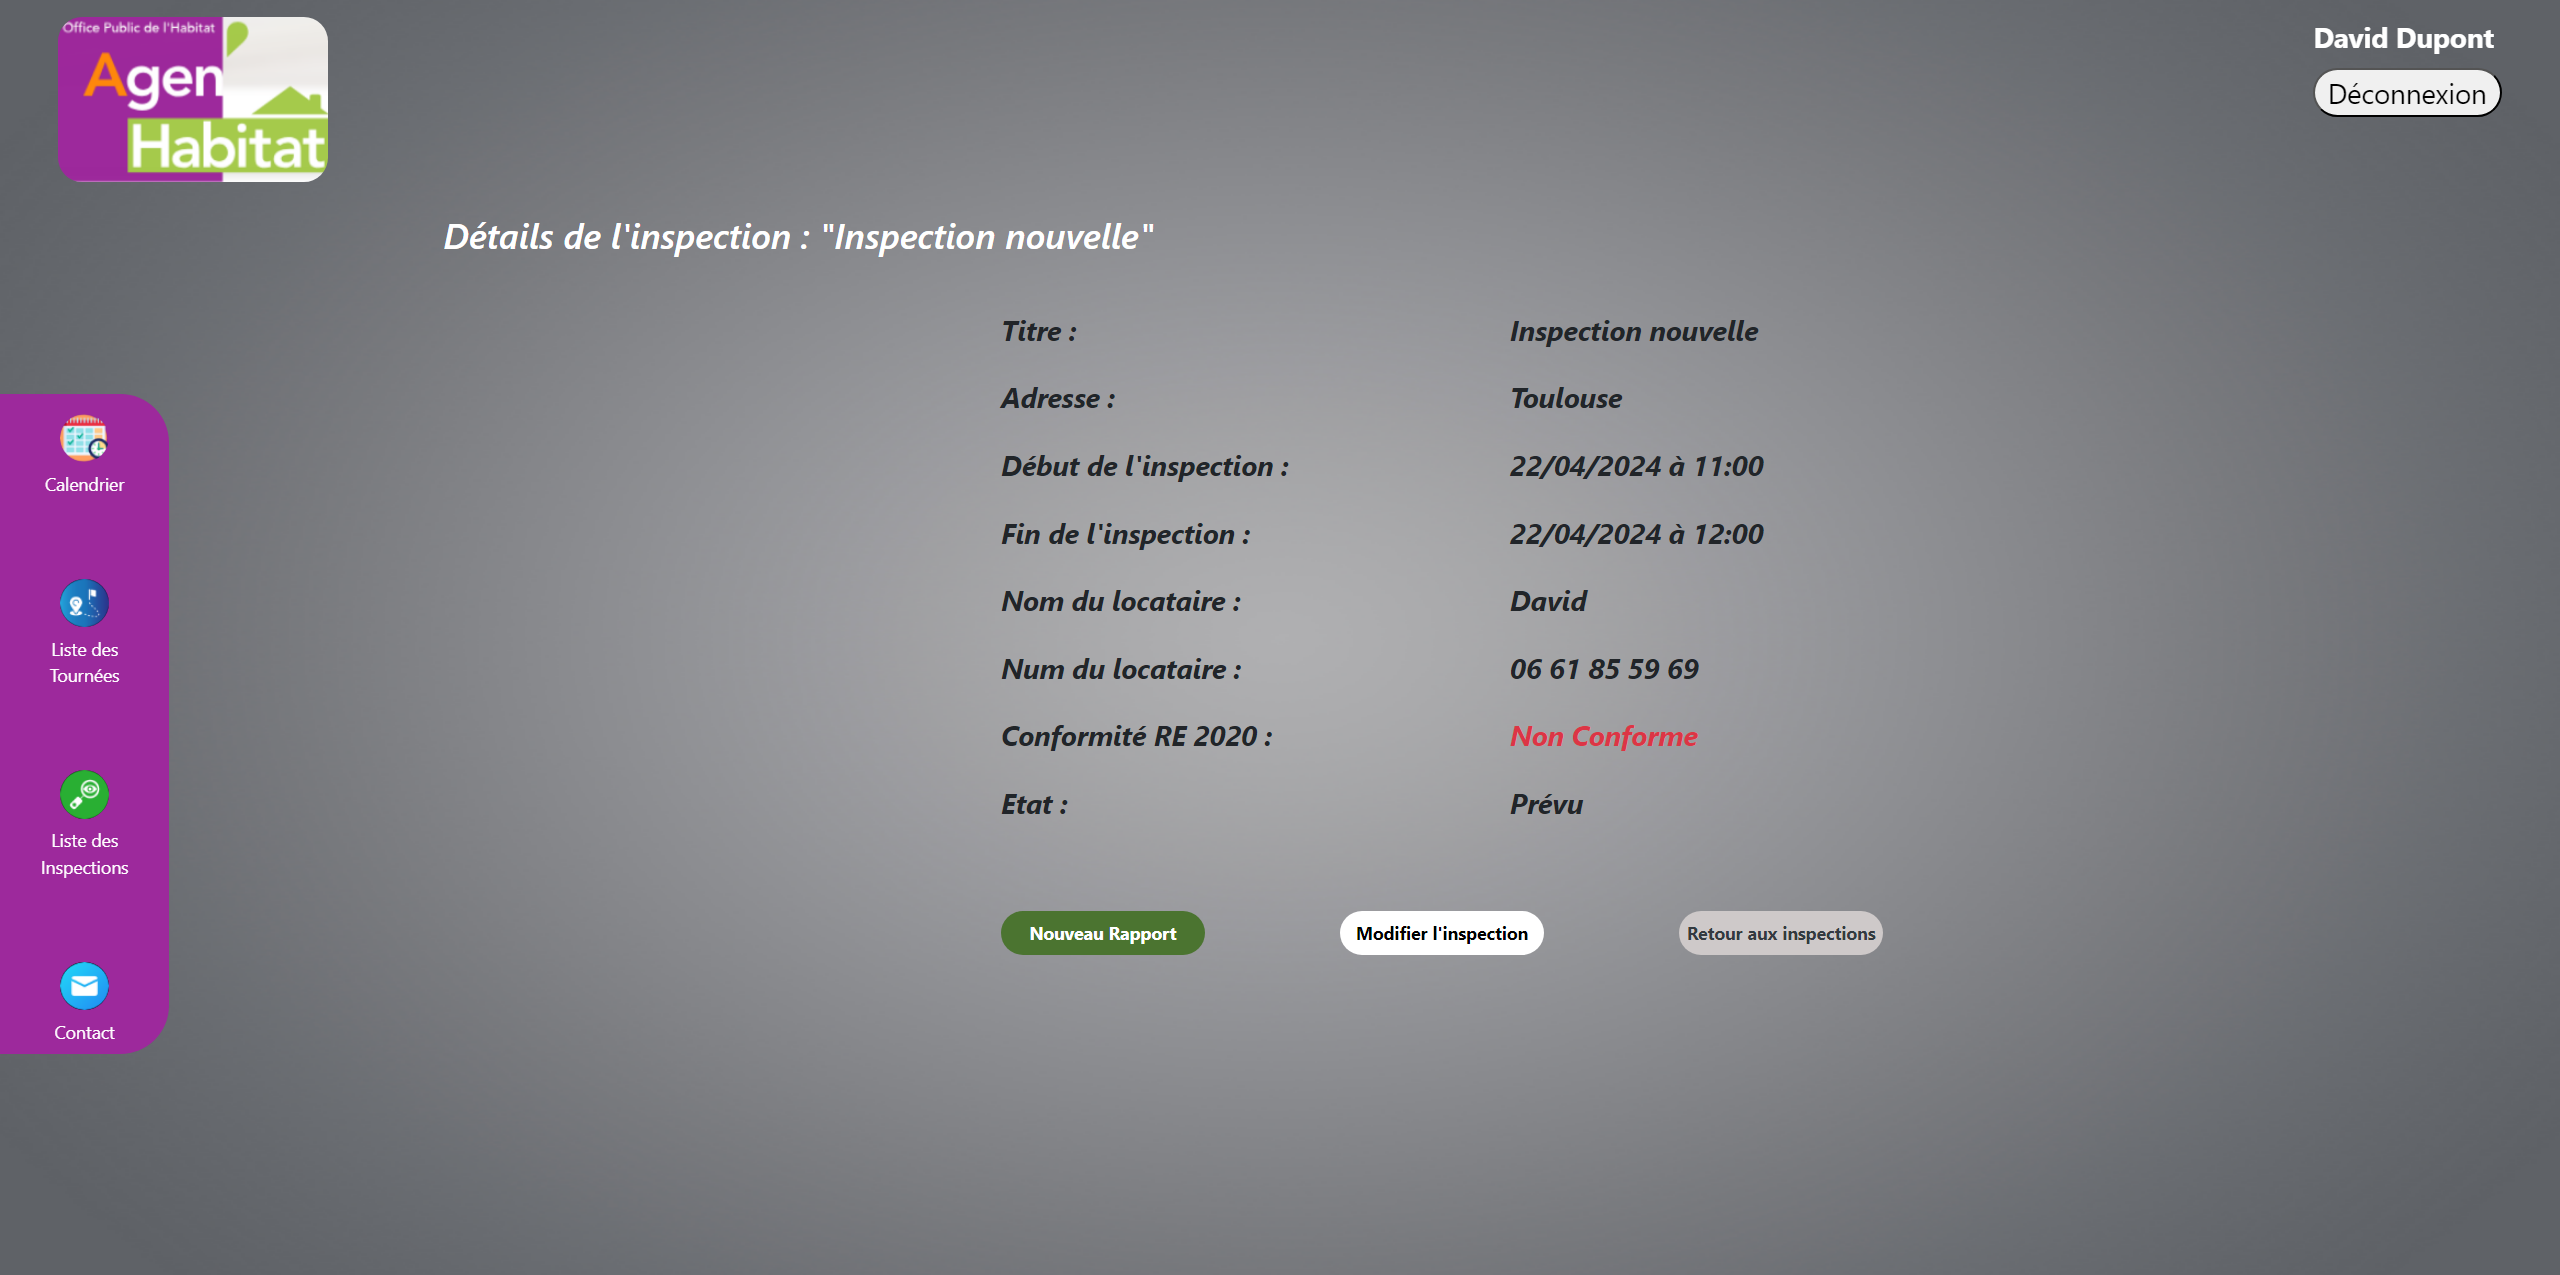 Office Public de l'Habitat
Agen
Habitat
David Dupont
Déconnexion
Détails de l'inspection : "Inspection nouvelle"
Titre : Inspection nouvelle
Adresse : Toulouse
Début de l'inspection : 22/04/2024 à 11:00
Fin de l'inspection : 22/04/2024 à 12:00
Nom du locataire : David
Num du locataire : 06 61 85 59 69
Conformité RE 2020 : Non Conforme
Etat : Prévu
Nouveau Rapport
Modifier l'inspection
Retour aux inspections
Calendrier
Liste des
Tournées
Liste des
Inspections
Contact